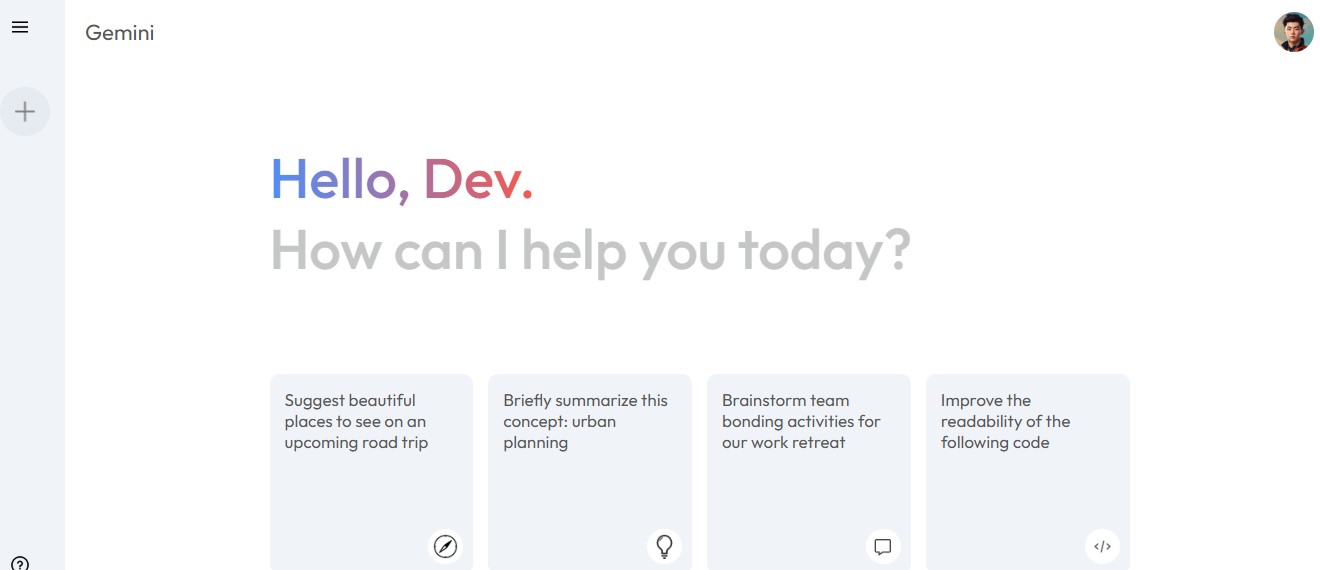 Gemini
Hello, Dev.
How can I help you today?
Suggest beautiful
places to see on an
upcoming road trip
Briefly summarize this
concept: urban
planning
Brainstorm team
bonding activities for
our work retreat
Improve the
readability of the
following code